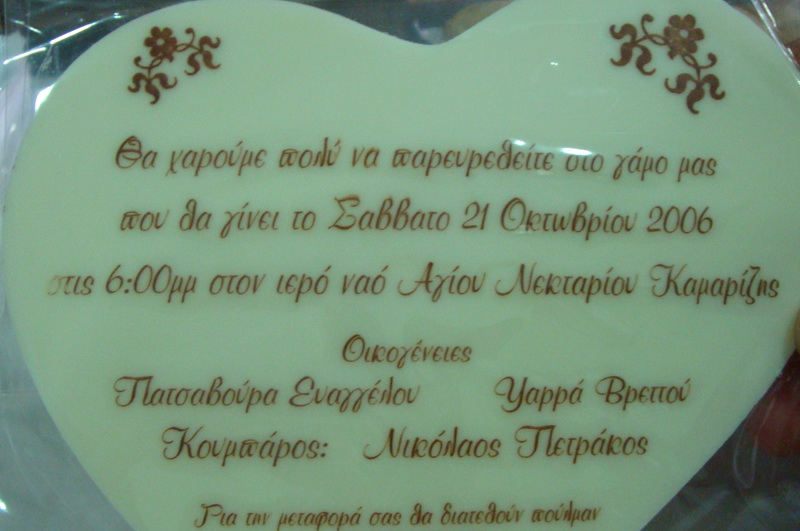 Θα χαρούμε πολύ να παρευρεθείτε στο γάμο μας
που θα γίνει το Σαββατο 21 Οκτωβρίου 2006
στις 6:00μμ στον ιερό ναό Αγίου Νεκταρίου Καμαρίζης
Οικογένειες
Πατσαβούρα Ευαγγέλου Υαρρά Βρεττού
Κουμπάρος: Νικόλαος Πετράκος
Για την μεταφορά σας θα διατεθούν πούλμαν